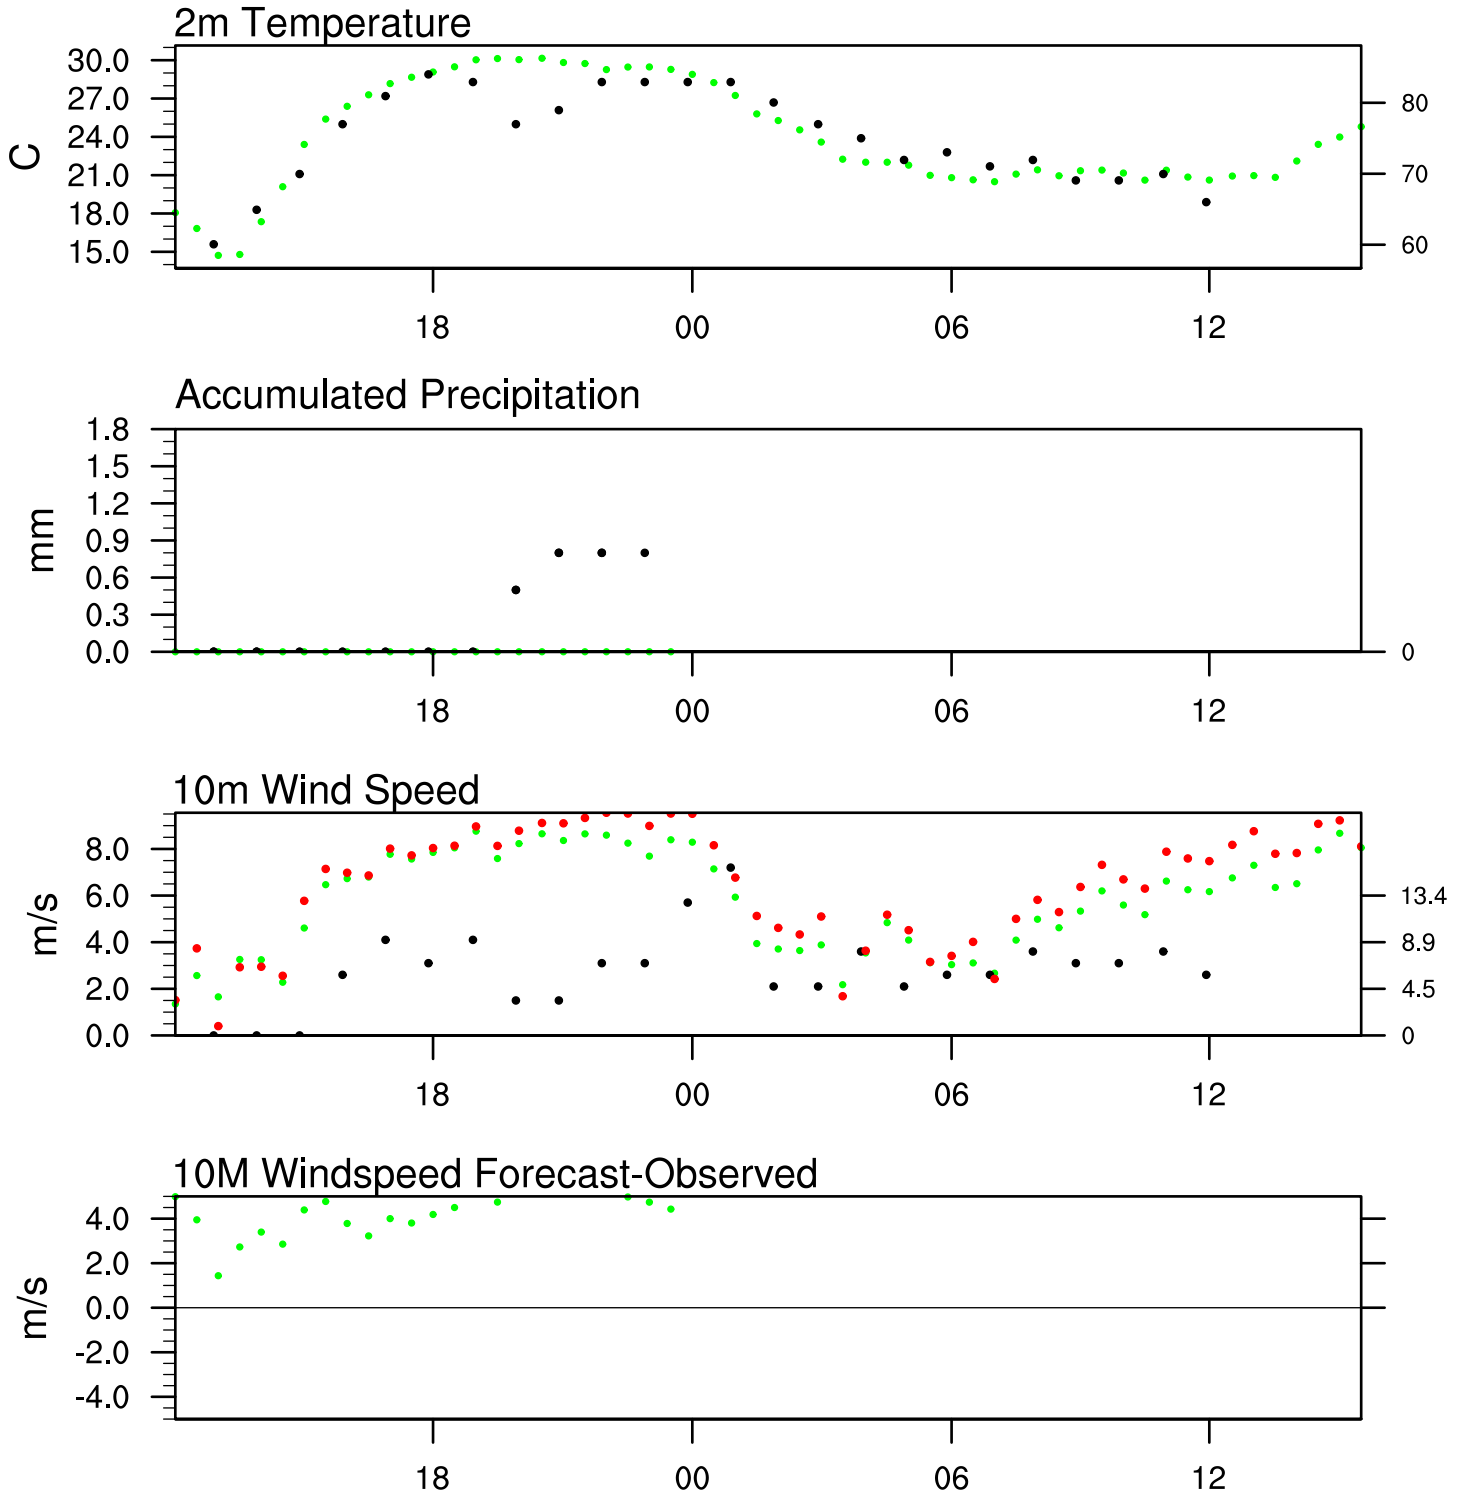 2m Temperature
30.0
27.0
24.0
21.0
18.0
15.0
C
80
70
60
18 00 06 12
Accumulated Precipitation
1.8
1.5
1.2
0.9
0.6
0.3
0.0
mm
0
18 00 06 12
10m Wind Speed
8.0
6.0
4.0
2.0
0.0
m/s
13.4
8.9
4.5
0
18 00 06 12
10M Windspeed Forecast-Observed
4.0
2.0
0.0
-2.0
-4.0
m/s
18 00 06 12